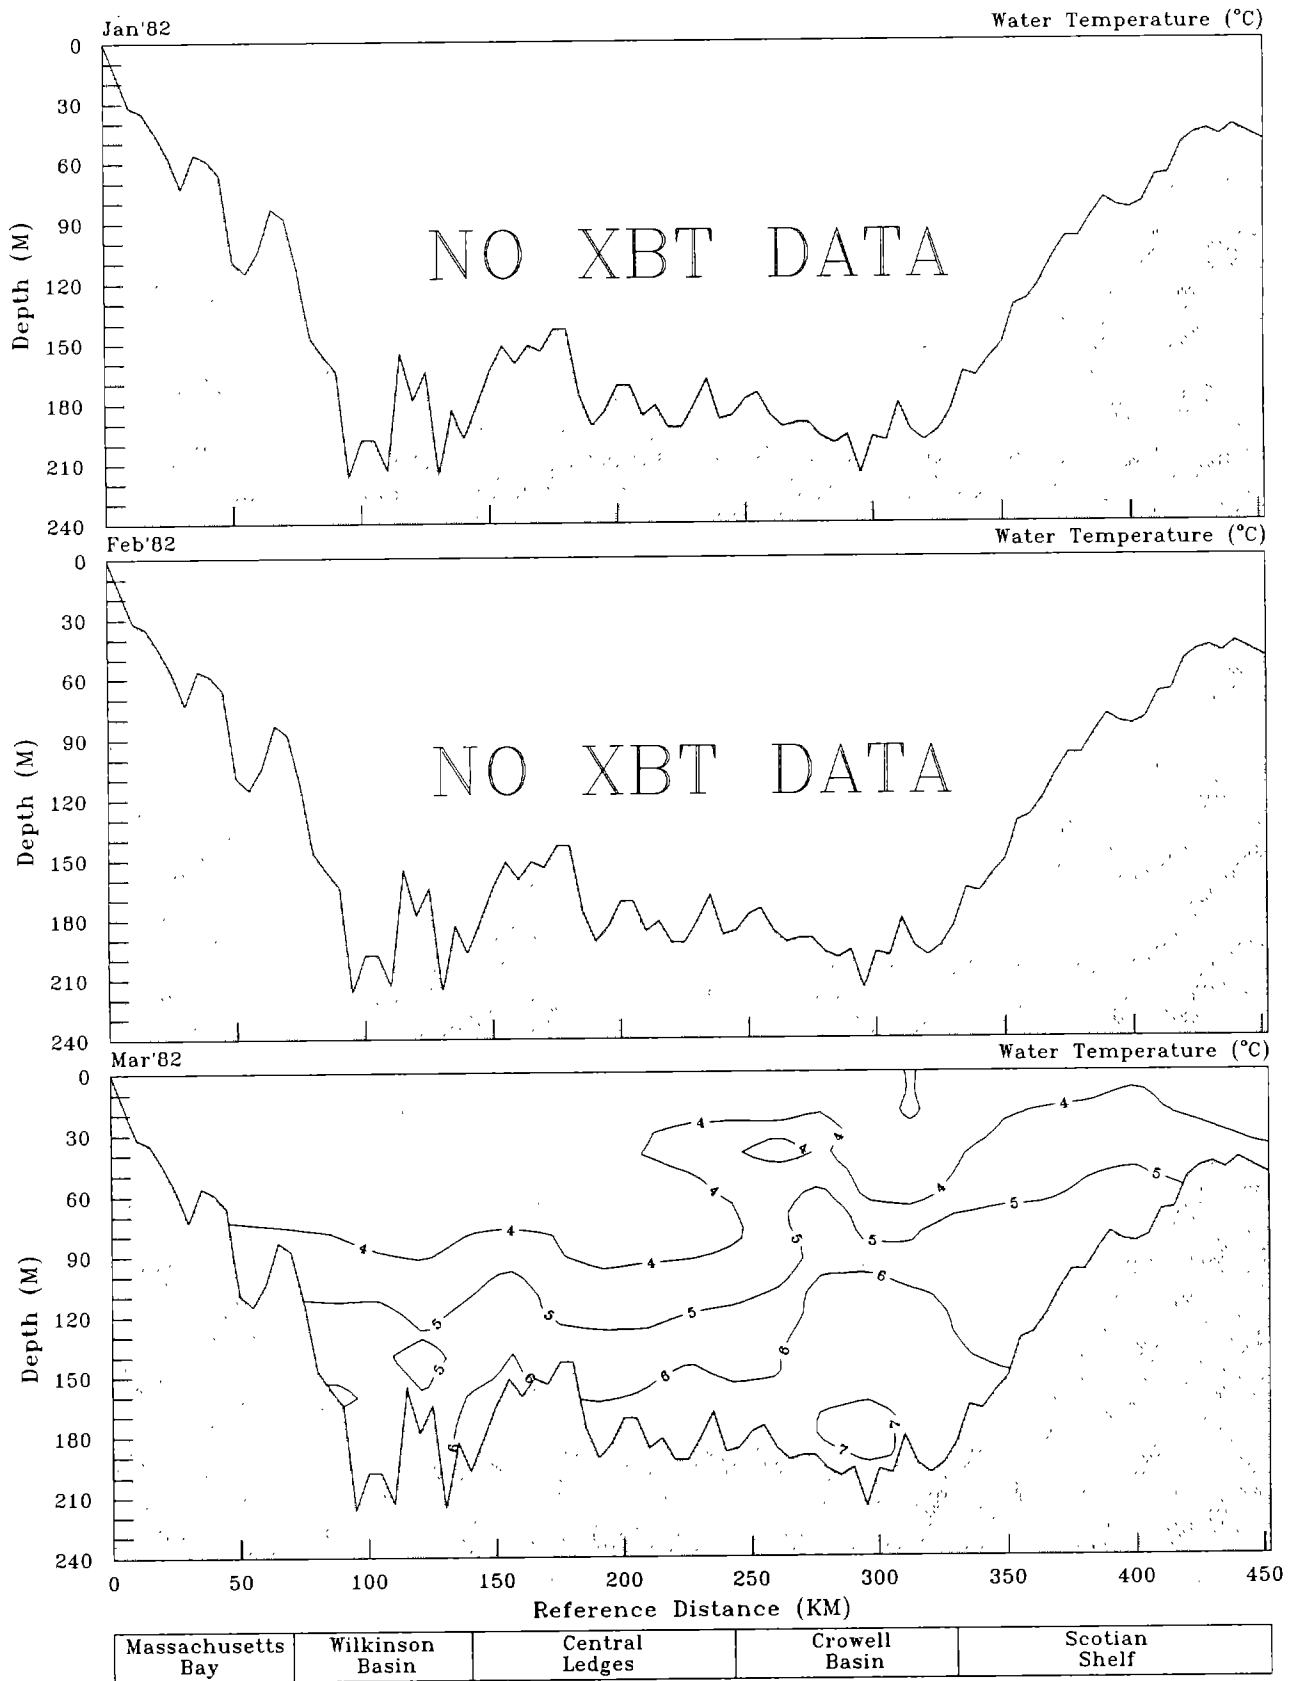 Jan'82 Water Temperature (°C)
0
30
60
90
120
150
180
210
240
Depth (M)
NO XBT DATA
Feb'82 Water Temperature (°C)
0
30
60
90
120
150
180
210
240
Depth (M)
NO XBT DATA
Mar'82 Water Temperature (°C)
0
30
60
90
120
150
180
210
240
Depth (M)
4 4 4
4 4
4 4
5
4 4 4
5 5
5
5 5
6
6
5 6 6
7
6 7
0 50 100 150 200 250 300 350 400 450
Reference Distance (KM)
Massachusetts Bay
Wilkinson Basin
Central Ledges
Crowell Basin
Scotian Shelf